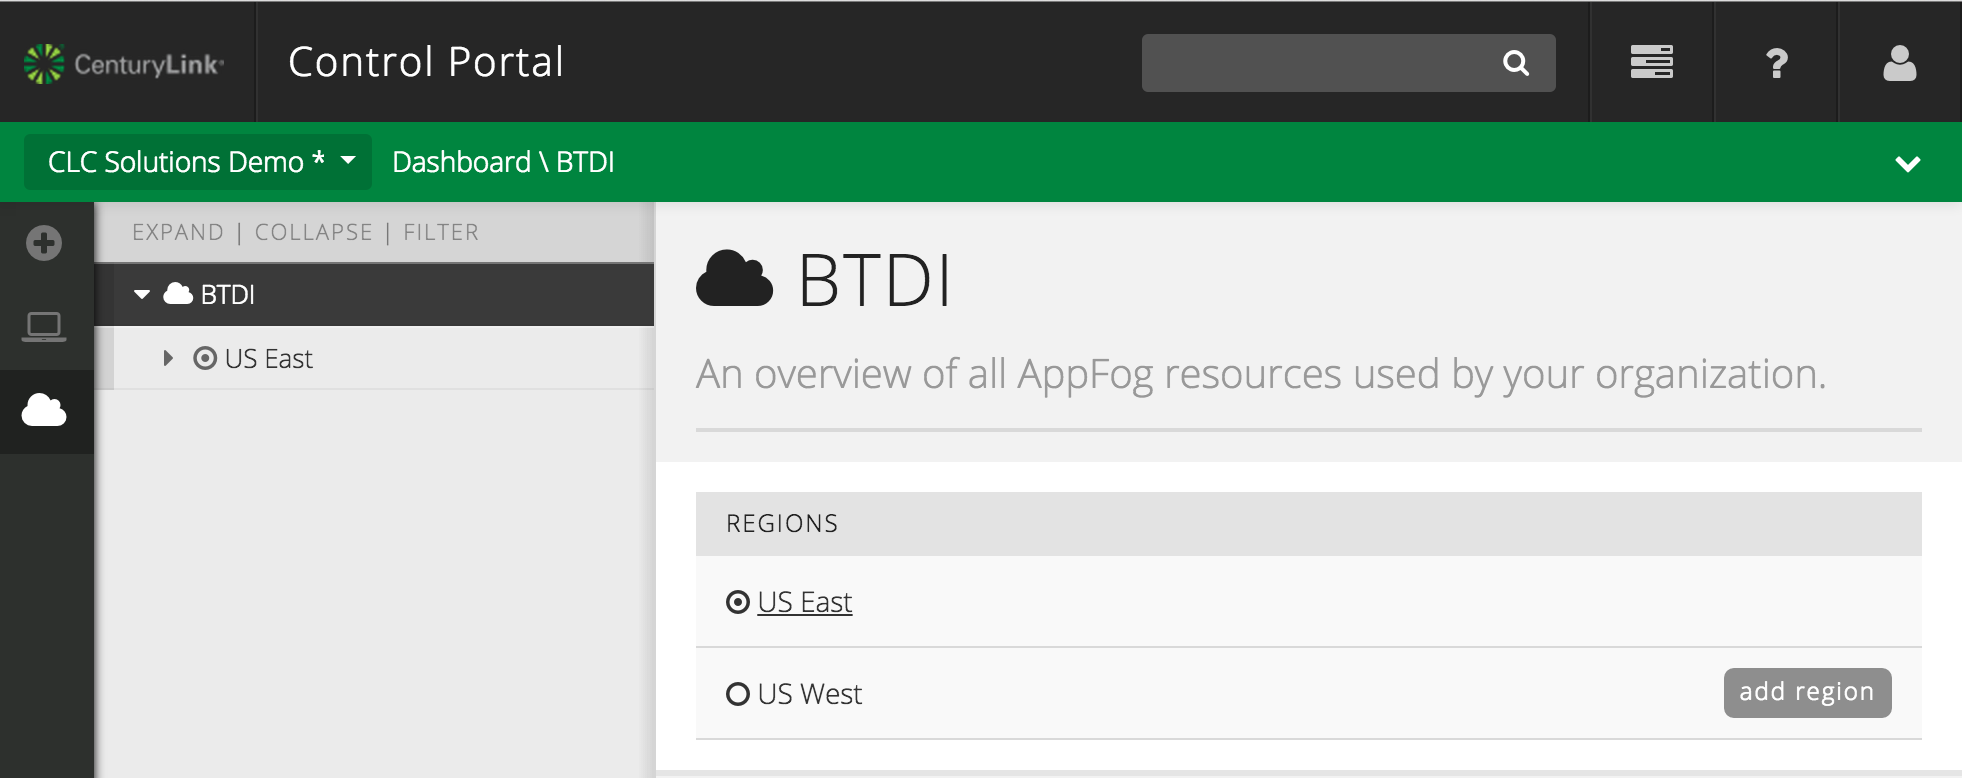 CenturyLink®
Control Portal
?
CLC Solutions Demo *
Dashboard \ BTDI
EXPAND | COLLAPSE | FILTER
BTDI
US East
BTDI
An overview of all AppFog resources used by your organization.
REGIONS
US East
US West
add region